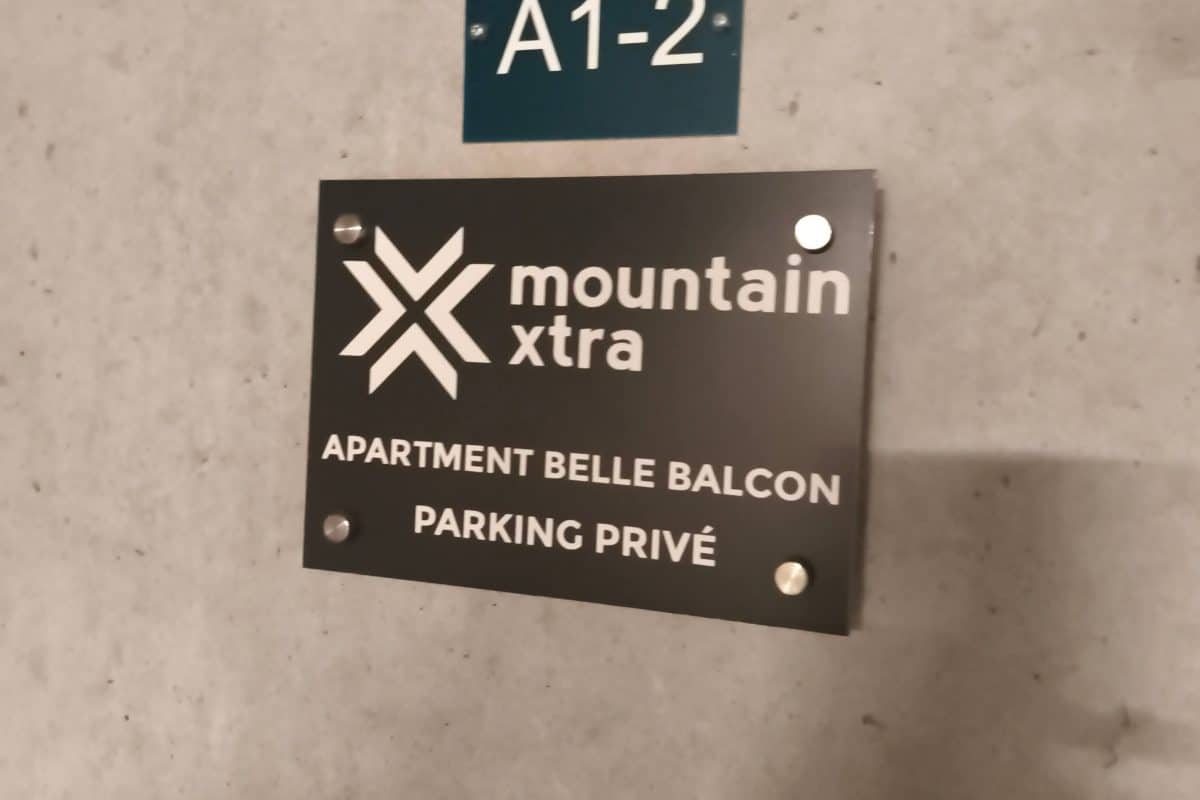 A1-2
mountain
xtra
APARTMENT BELLE BALCON
PARKING PRIVÉ